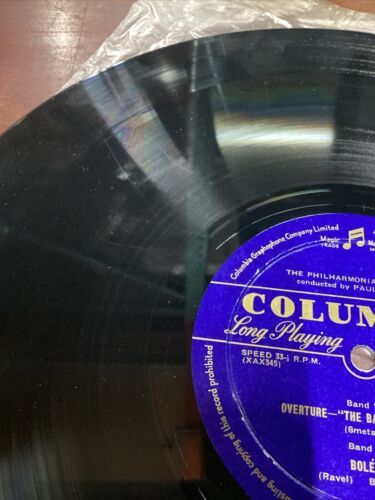 Columbia Graphophone Company Limited
Magic
TRADE
THE PHILHARMONIA
conducted by PAUL
COLUM
Long Playing
SPEED 33⅓ R.P.M.
(XAX345)
Band
OVERTURE—"THE BA
(Smeta
Band
BOLÉ
(Ravel)
sting and copying of this record prohibited